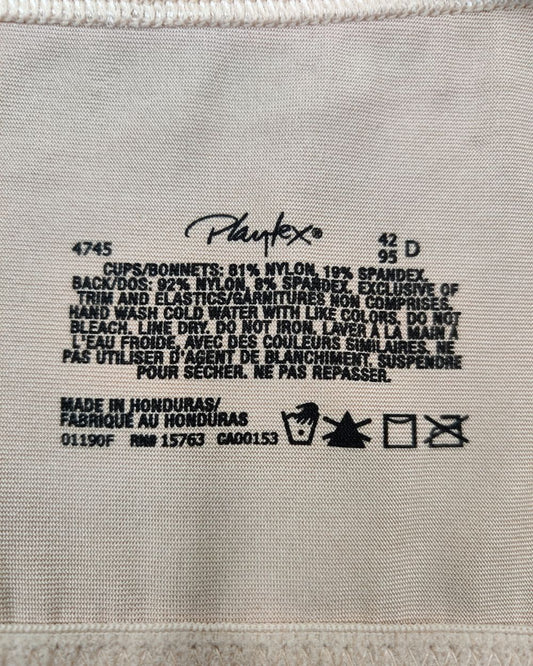 Playtex®
4745
42
95 D
CUPS/BONNETS: 81% NYLON, 19% SPANDEX.
BACK/DOS: 92% NYLON, 8% SPANDEX. EXCLUSIVE OF
TRIM AND ELASTICS/GARNITURES NON COMPRISES.
HAND WASH COLD WATER WITH LIKE COLORS. DO NOT
BLEACH. LINE DRY. DO NOT IRON. LAVER À LA MAIN À
L'EAU FROIDE, AVEC DES COULEURS SIMILAIRES. NE
PAS UTILISER D'AGENT DE BLANCHIMENT. SUSPENDRE
POUR SÉCHER. NE PAS REPASSER.
MADE IN HONDURAS/
FABRIQUÉ AU HONDURAS
01190F RN# 15763 CA00153